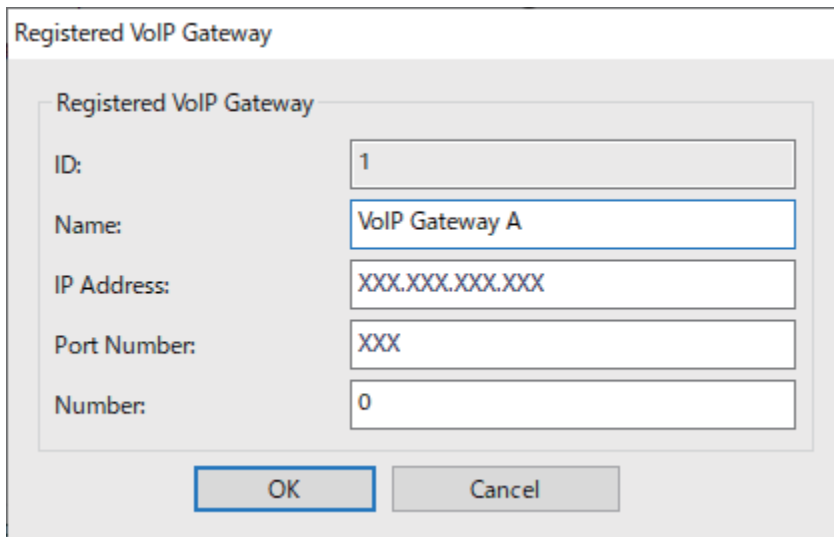 Registered VoIP Gateway
Registered VoIP Gateway
ID: 1
Name: VoIP Gateway A
IP Address: XXX.XXX.XXX.XXX
Port Number: XXX
Number: 0
OK Cancel